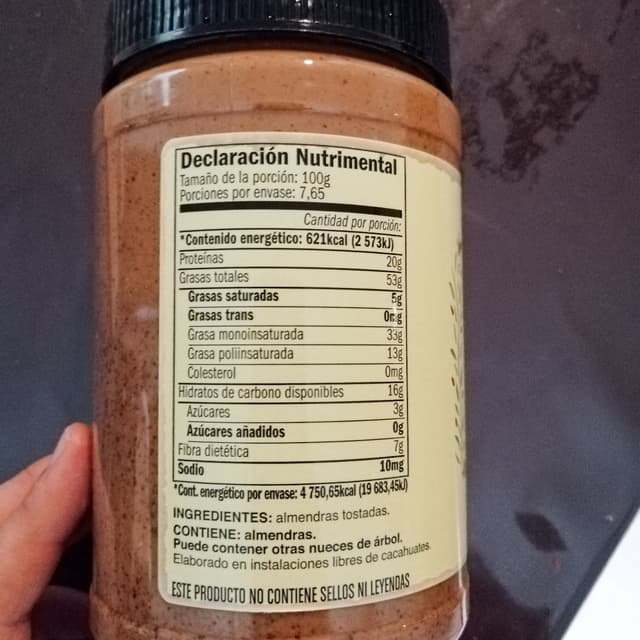 Declaración Nutrimental
Tamaño de la porción: 100g
Porciones por envase: 7,65
Cantidad por porción:
*Contenido energético: 621kcal (2 573kJ)
Proteínas 20g
Grasas totales 53g
Grasas saturadas 5g
Grasas trans 0mg
Grasa monoinsaturada 33g
Grasa poliinsaturada 13g
Colesterol 0mg
Hidratos de carbono disponibles 16g
Azúcares 3g
Azúcares añadidos 0g
Fibra dietética 7g
Sodio 10mg
*Cont. energético por envase: 4 750,65kcal (19 683,45kJ)
INGREDIENTES: almendras tostadas.
CONTIENE: almendras.
Puede contener otras nueces de árbol.
Elaborado en instalaciones libres de cacahuates.
ESTE PRODUCTO NO CONTIENE SELLOS NI LEYENDAS